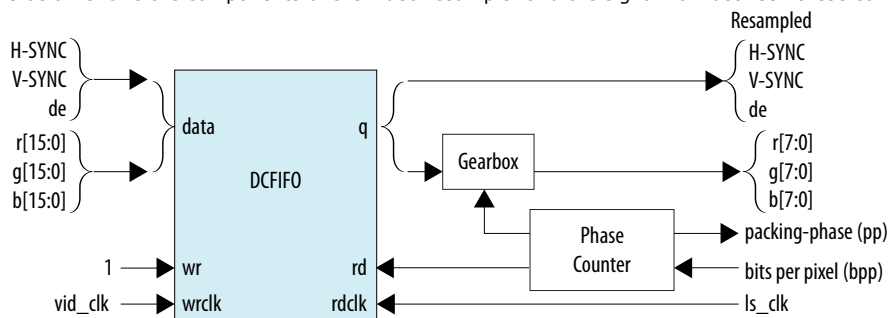 Resampled
H-SYNC
V-SYNC
de
r[15:0]
g[15:0]
b[15:0]
data
q
DCFIFO
H-SYNC
V-SYNC
de
Gearbox
r[7:0]
g[7:0]
b[7:0]
Phase
Counter
packing-phase (pp)
bits per pixel (bpp)
1
wr
rd
vid_clk
wrclk
rdclk
ls_clk